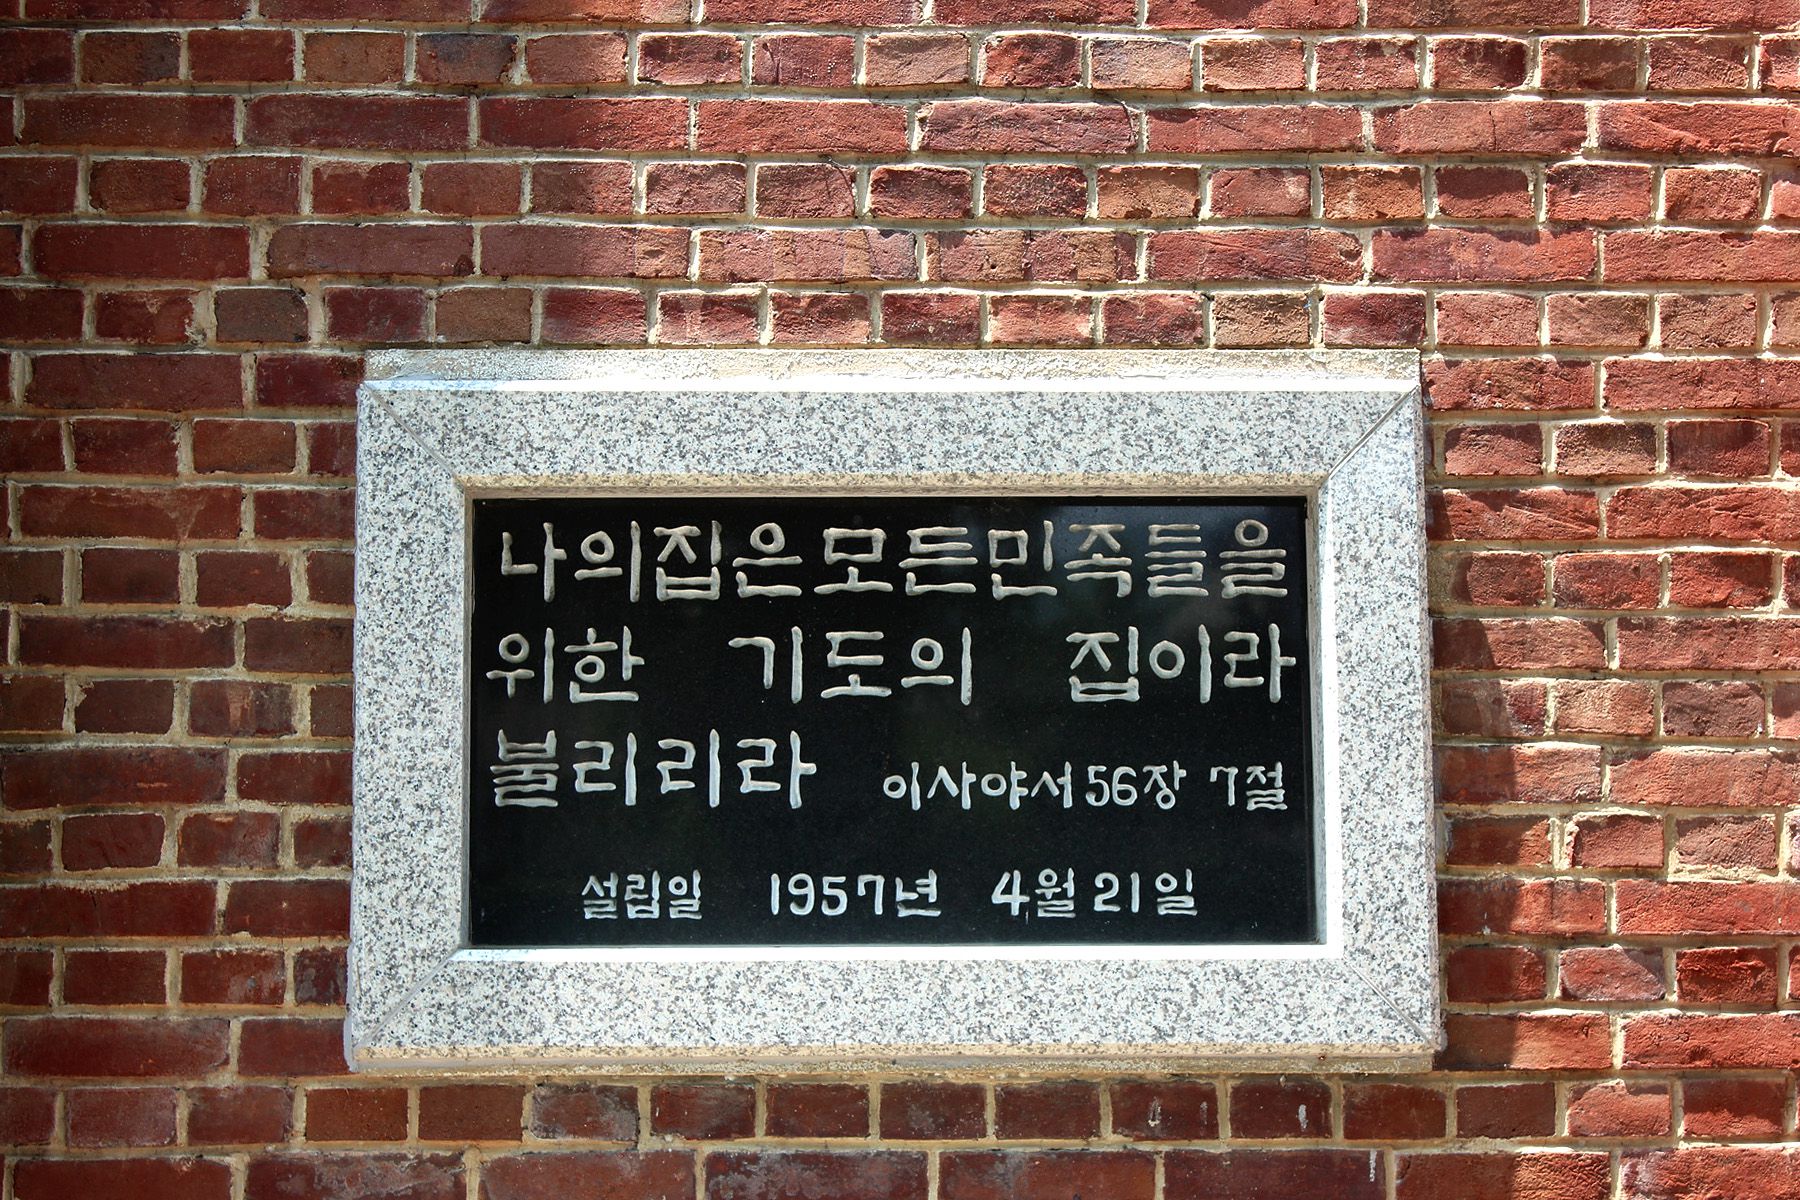 나의집은모든민족들을
위한 기도의 집이라
불리리라 이사야서56장 7절
설립일 1957년 4월 21일